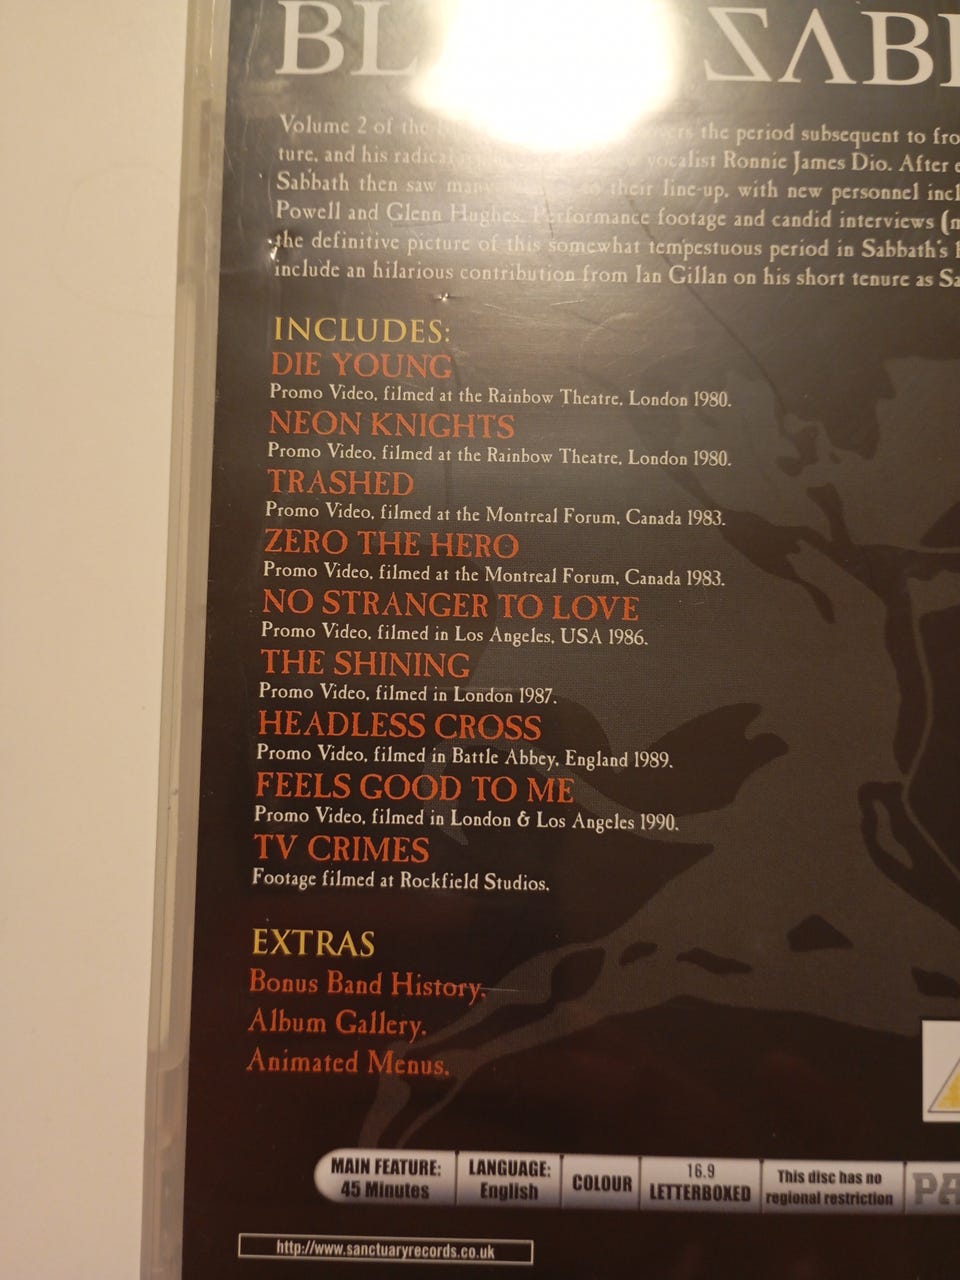 BL SABB
Volume 2 of the vers the period subsequent to fro
ture, and his radica vocalist Ronnie James Dio. After
Sabbath then saw many to their line-up, with new personnel incl
Powell and Glenn Hughes. Performance footage and candid interviews (m
the definitive picture of this somewhat tempestuous period in Sabbath's
include an hilarious contribution from Ian Gillan on his short tenure as Sa
INCLUDES:
DIE YOUNG
Promo Video, filmed at the Rainbow Theatre, London 1980.
NEON KNIGHTS
Promo Video, filmed at the Rainbow Theatre, London 1980.
TRASHED
Promo Video, filmed at the Montreal Forum, Canada 1983.
ZERO THE HERO
Promo Video, filmed at the Montreal Forum, Canada 1983.
NO STRANGER TO LOVE
Promo Video, filmed in Los Angeles, USA 1986.
THE SHINING
Promo Video, filmed in London 1987.
HEADLESS CROSS
Promo Video, filmed in Battle Abbey, England 1989.
FEELS GOOD TO ME
Promo Video, filmed in London & Los Angeles 1990.
TV CRIMES
Footage filmed at Rockfield Studios.
EXTRAS
Bonus Band History.
Album Gallery.
Animated Menus.
MAIN FEATURE: 45 Minutes
LANGUAGE: English
COLOUR
16.9 LETTERBOXED
This disc has no regional restriction
PA
http://www.sanctuaryrecords.co.uk